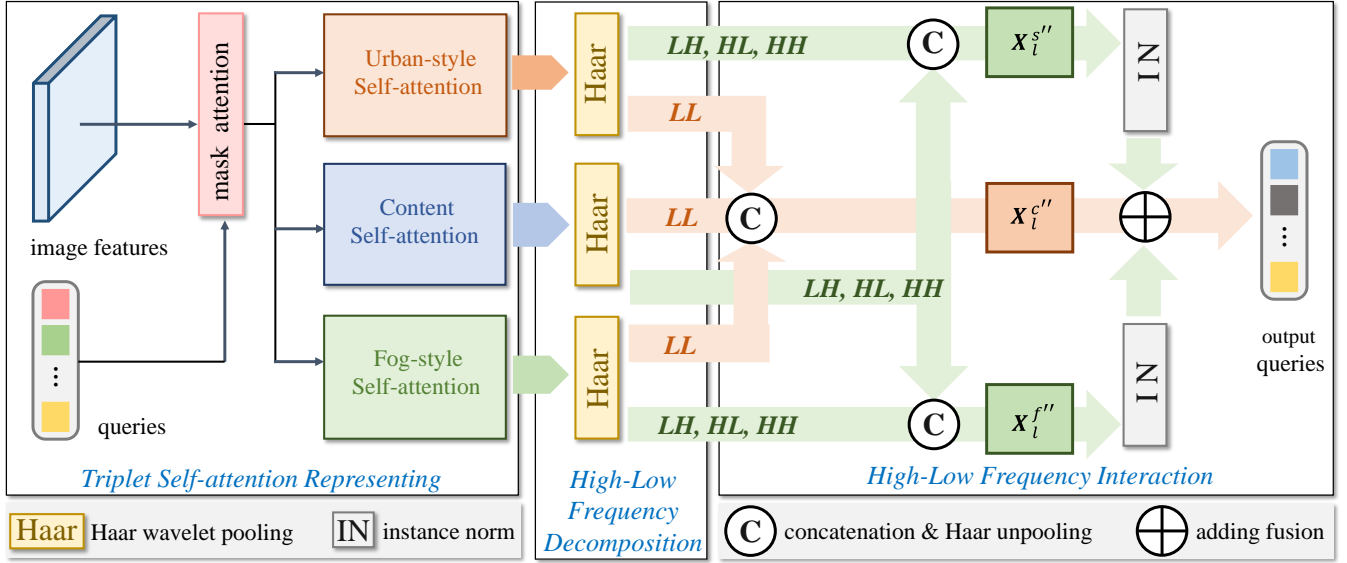 image features
queries
mask attention
Urban-style
Self-attention
Content
Self-attention
Fog-style
Self-attention
Triplet Self-attention Representing
Haar
Haar
Haar
LH, HL, HH
LL
LL
LH, HL, HH
LL
LH, HL, HH
High-Low
Frequency
Decomposition
C
C
C
X_l^{s''}
X_l^{c''}
X_l^{f''}
IN
IN
output
queries
High-Low Frequency Interaction
Haar Haar wavelet pooling
IN instance norm
C concatenation & Haar unpooling
adding fusion